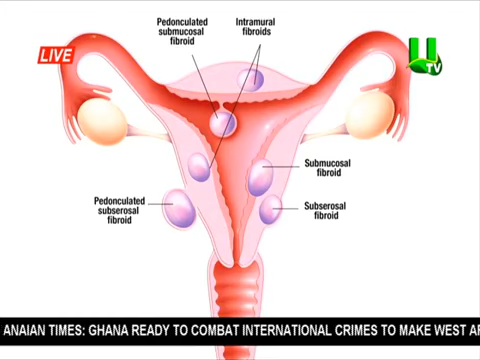 LIVE
Pedonculated
submucosal
fibroid
Intramural
fibroids
U
TV
Submucosal
fibroid
Subserosal
fibroid
Pedonculated
subserosal
fibroid
ANAIAN TIMES: GHANA READY TO COMBAT INTERNATIONAL CRIMES TO MAKE WEST